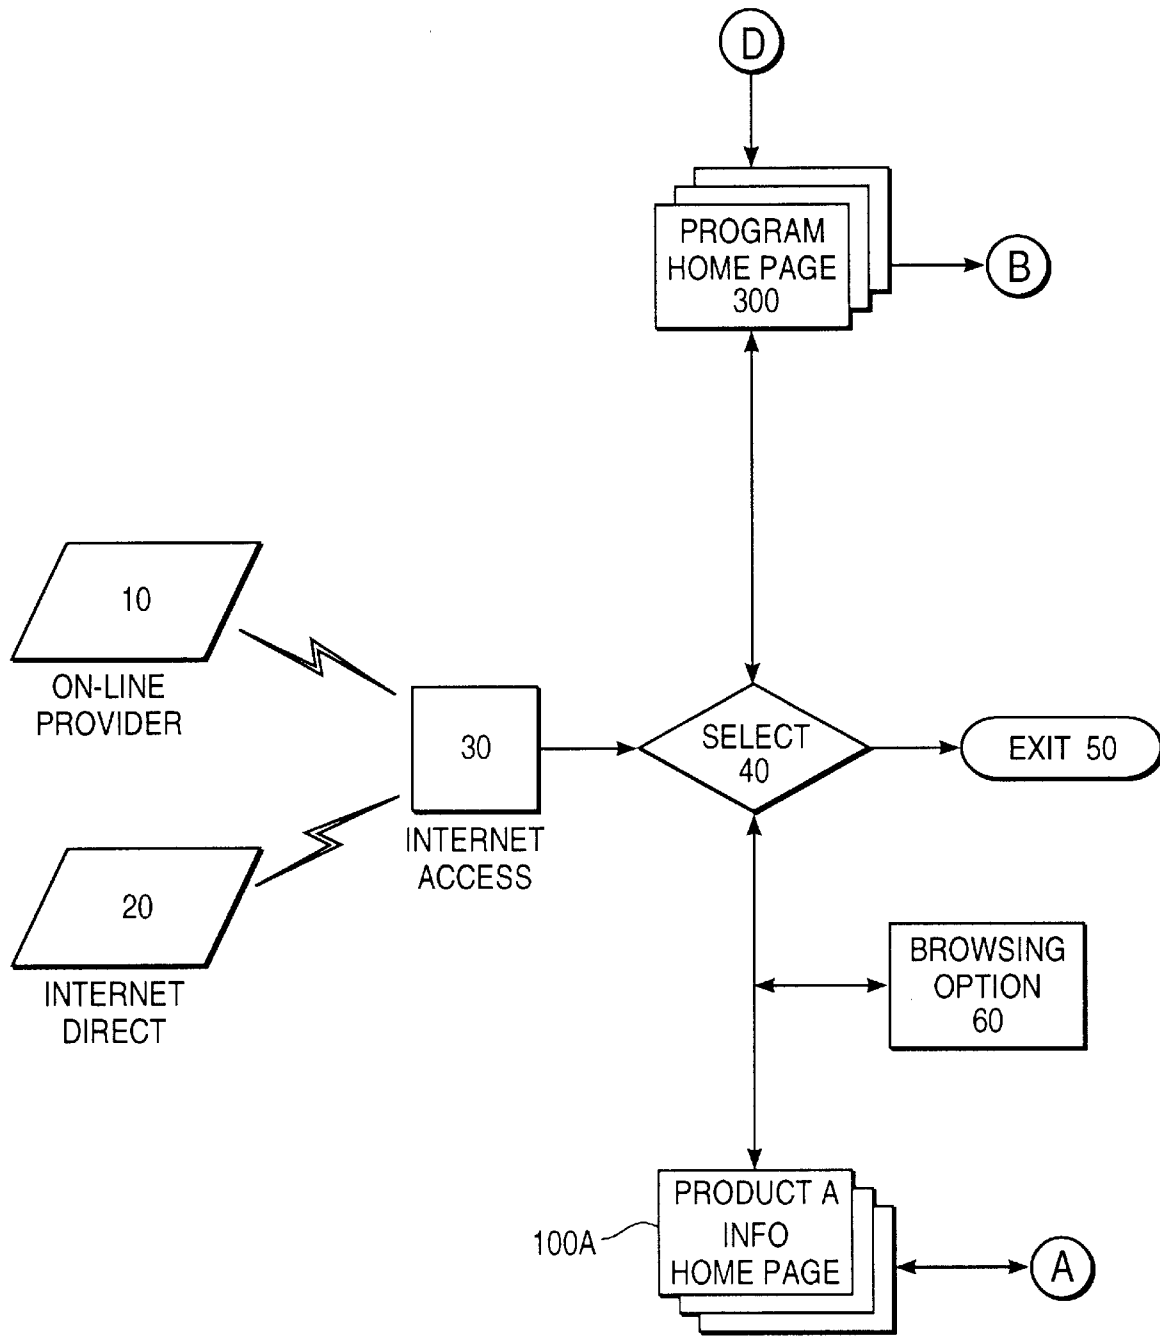 D
PROGRAM
HOME PAGE
300
B
10
ON-LINE
PROVIDER
30
INTERNET
ACCESS
SELECT
40
EXIT 50
20
INTERNET
DIRECT
BROWSING
OPTION
60
PRODUCT A
INFO
HOME PAGE
100A
A